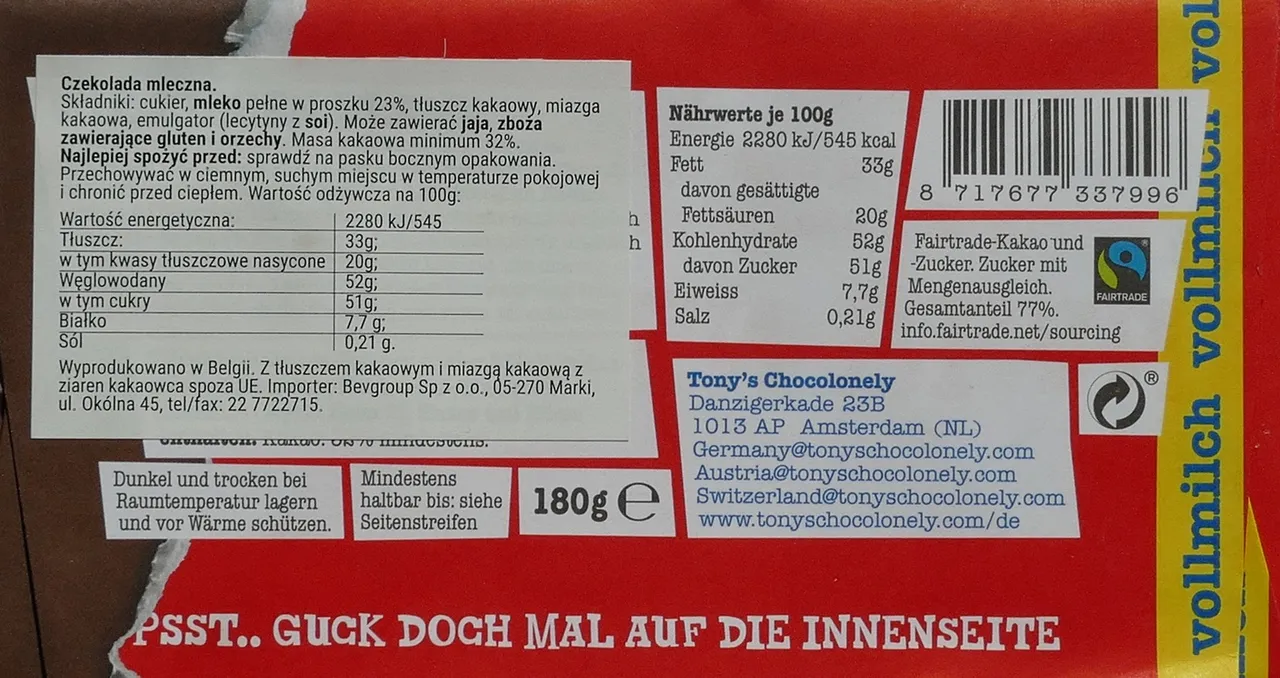 Czekolada mleczna.
Składniki: cukier, mleko pełne w proszku 23%, tłuszcz kakaowy, miazga
kakaowa, emulgator (lecytyny z soi). Może zawierać jaja, zboża
zawierające gluten i orzechy. Masa kakaowa minimum 32%.
Najlepiej spożyć przed: sprawdź na pasku bocznym opakowania.
Przechowywać w ciemnym, suchym miejscu w temperaturze pokojowej
i chronić przed ciepłem. Wartość odżywcza na 100g:
Wartość energetyczna: 2280 kJ/545
Tłuszcz: 33g;
w tym kwasy tłuszczowe nasycone 20g;
Węglowodany 52g;
w tym cukry 51g;
Białko 7,7 g;
Sól 0,21 g.
Wyprodukowano w Belgii. Z tłuszczem kakaowym i miazgą kakaową z
ziaren kakaowca spoza UE. Importer: Bevgroup Sp z o.o., 05-270 Marki,
ul. Okólna 45, tel/fax: 22 7722715.
Nährwerte je 100g
Energie 2280 kJ/545 kcal
Fett 33g
davon gesättigte
Fettsäuren 20g
Kohlenhydrate 52g
davon Zucker 51g
Eiweiss 7,7g
Salz 0,21g
8 717677 337996
Fairtrade-Kakao und
-Zucker. Zucker mit
Mengenausgleich.
Gesamtanteil 77%.
info.fairtrade.net/sourcing
FAIRTRADE
Tony's Chocolonely
Danzigerkade 23B
1013 AP Amsterdam (NL)
Germany@tonyschocolonely.com
Austria@tonyschocolonely.com
Switzerland@tonyschocolonely.com
www.tonyschocolonely.com/de
Dunkel und trocken bei
Raumtemperatur lagern
und vor Wärme schützen.
Mindestens
haltbar bis: siehe
Seitenstreifen
180g ℮
PSST.. GUCK DOCH MAL AUF DIE INNENSEITE
vollmilch vollmilch vol